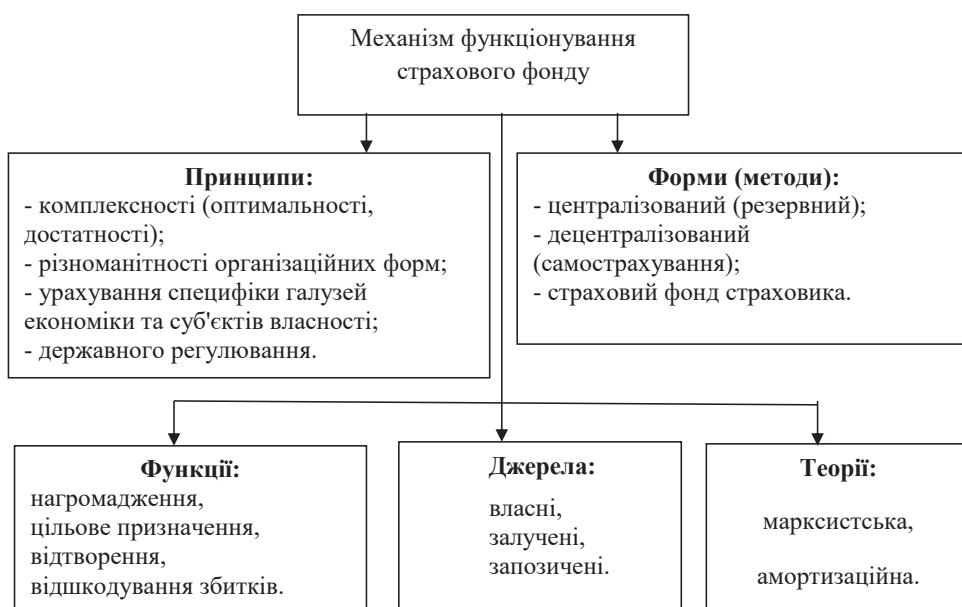 Механізм функціонування
страхового фонду
Принципи:
- комплексності (оптимальності,
достатності);
- різноманітності організаційних форм;
- урахування специфіки галузей
економіки та суб'єктів власності;
- державного регулювання.
Форми (методи):
- централізований (резервний);
- децентралізований
(самострахування);
- страховий фонд страховика.
Функції:
нагромадження,
цільове призначення,
відтворення,
відшкодування збитків.
Джерела:
власні,
залучені,
запозичені.
Теорії:
марксистська,
амортизаційна.